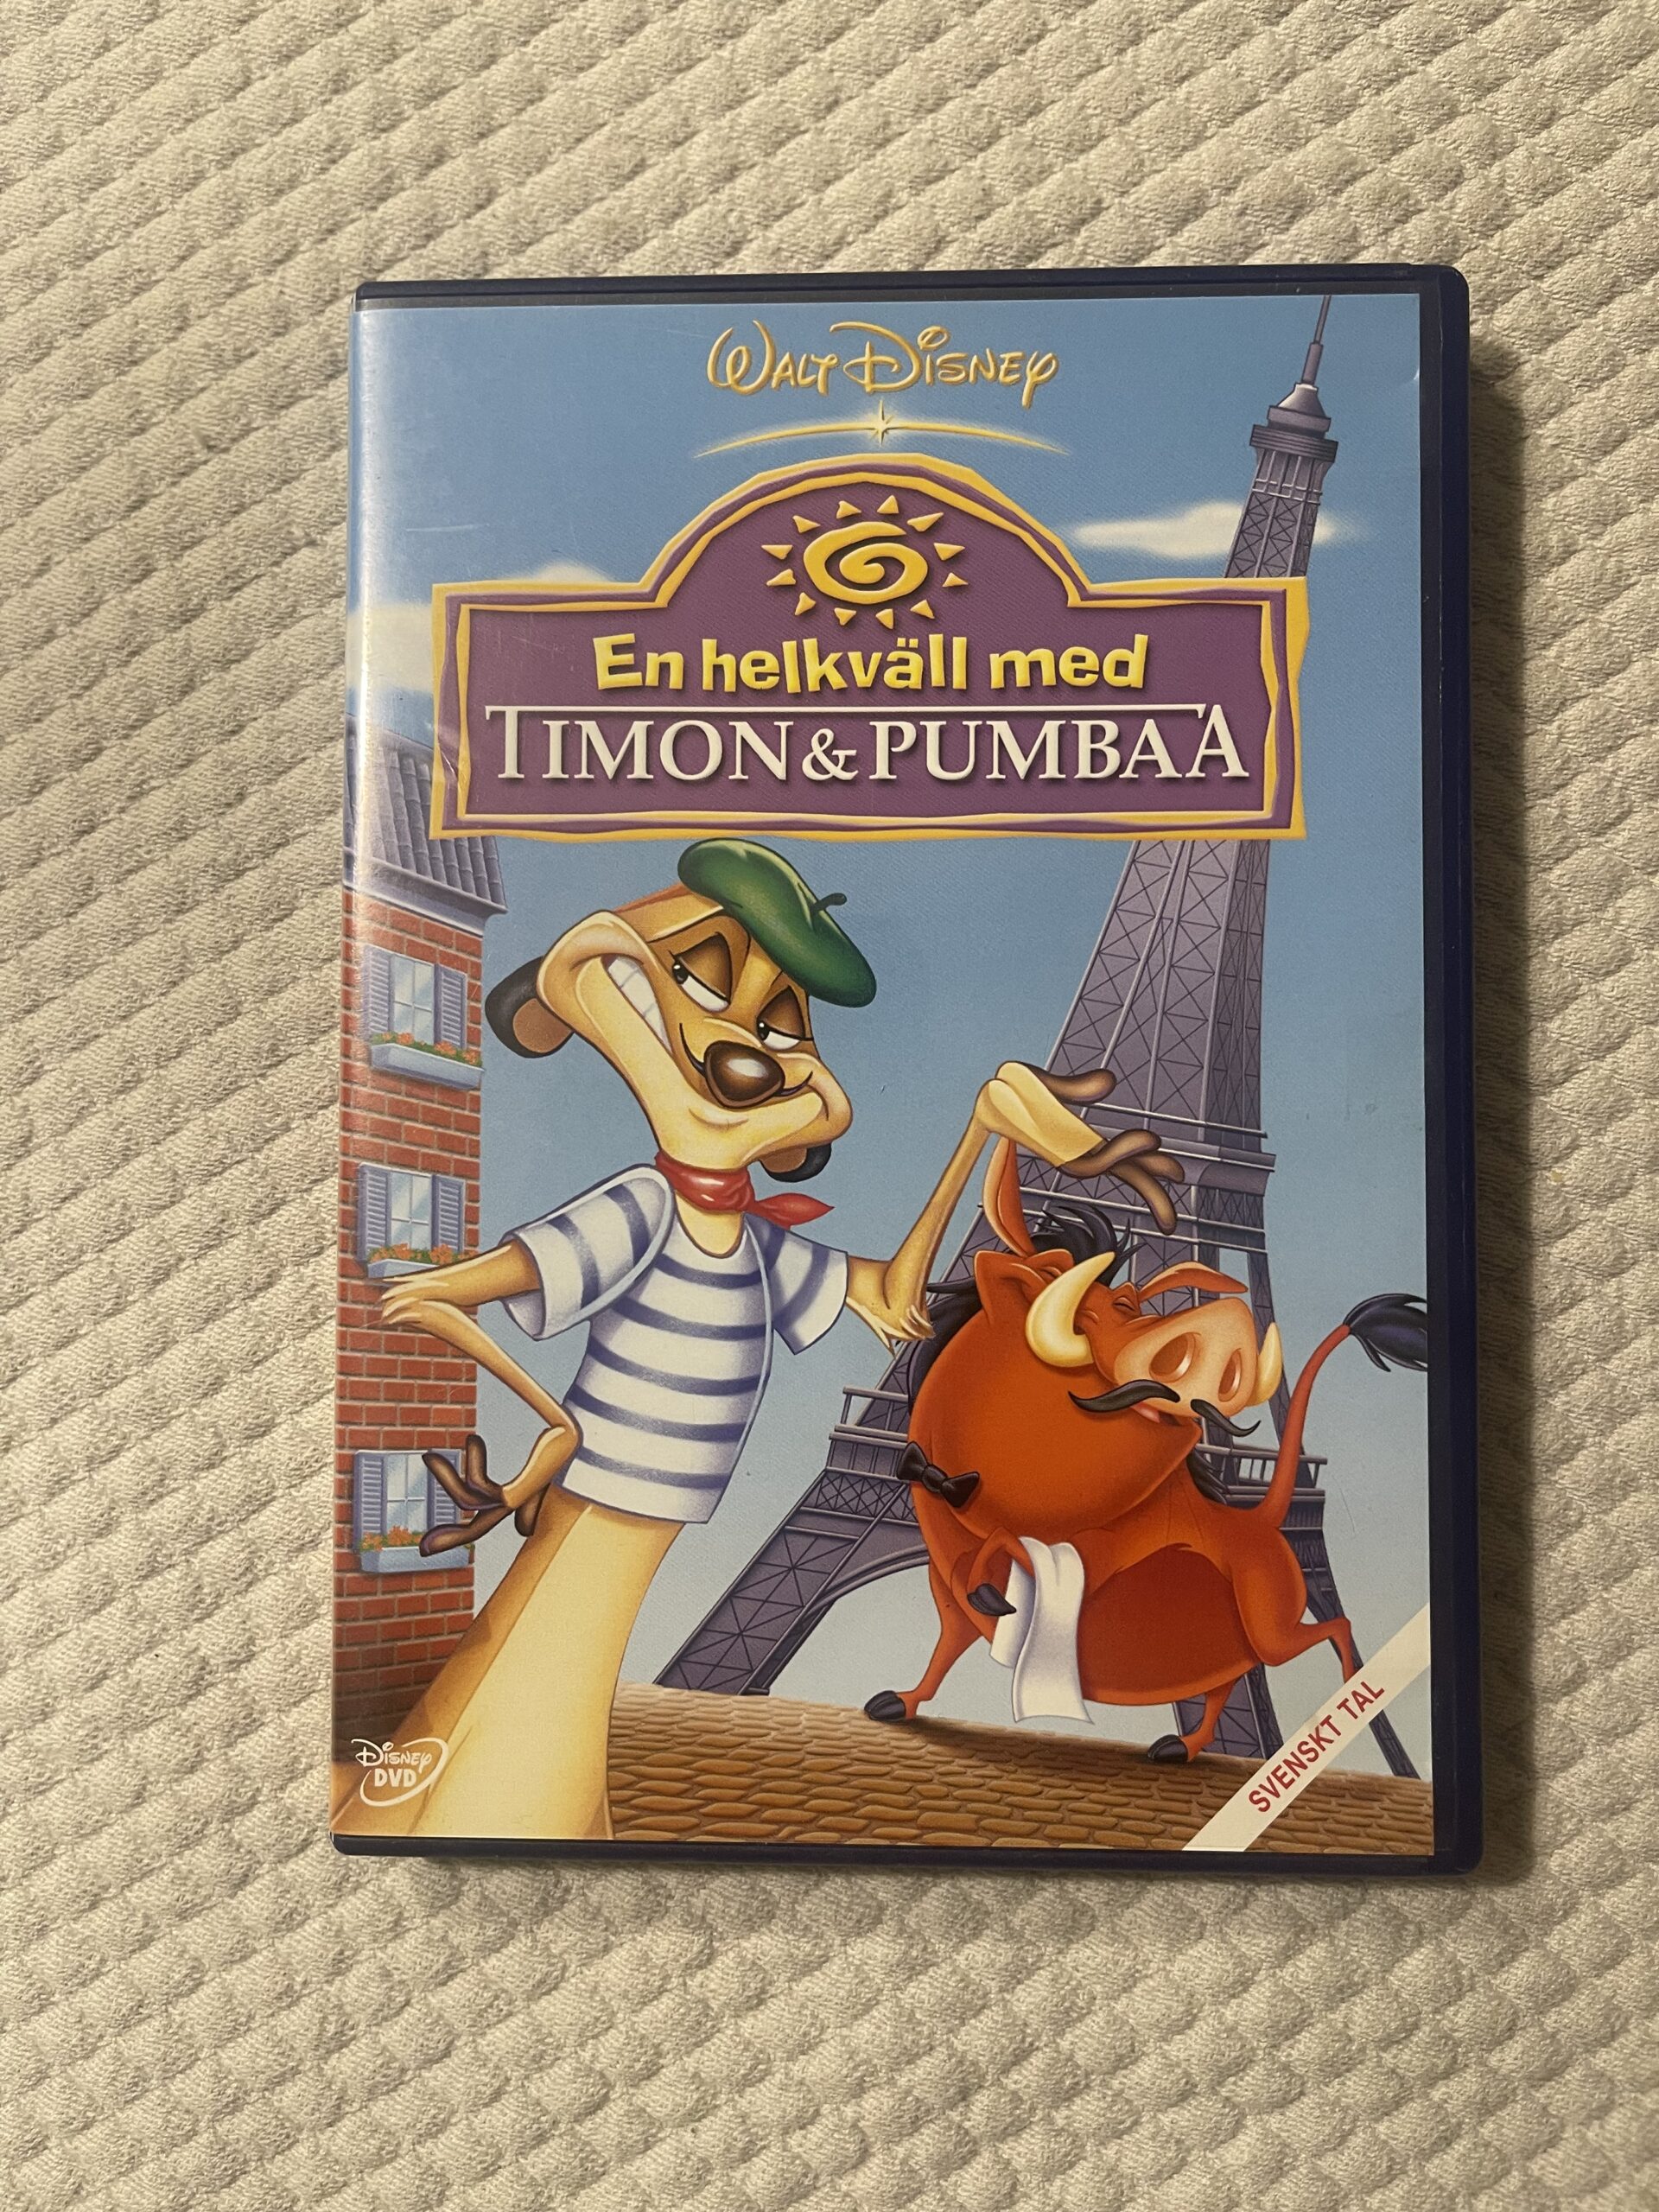 WALT DISNEY
En helkväll med
TIMON & PUMBAA
DISNEY
DVD
SVENSKT TAL